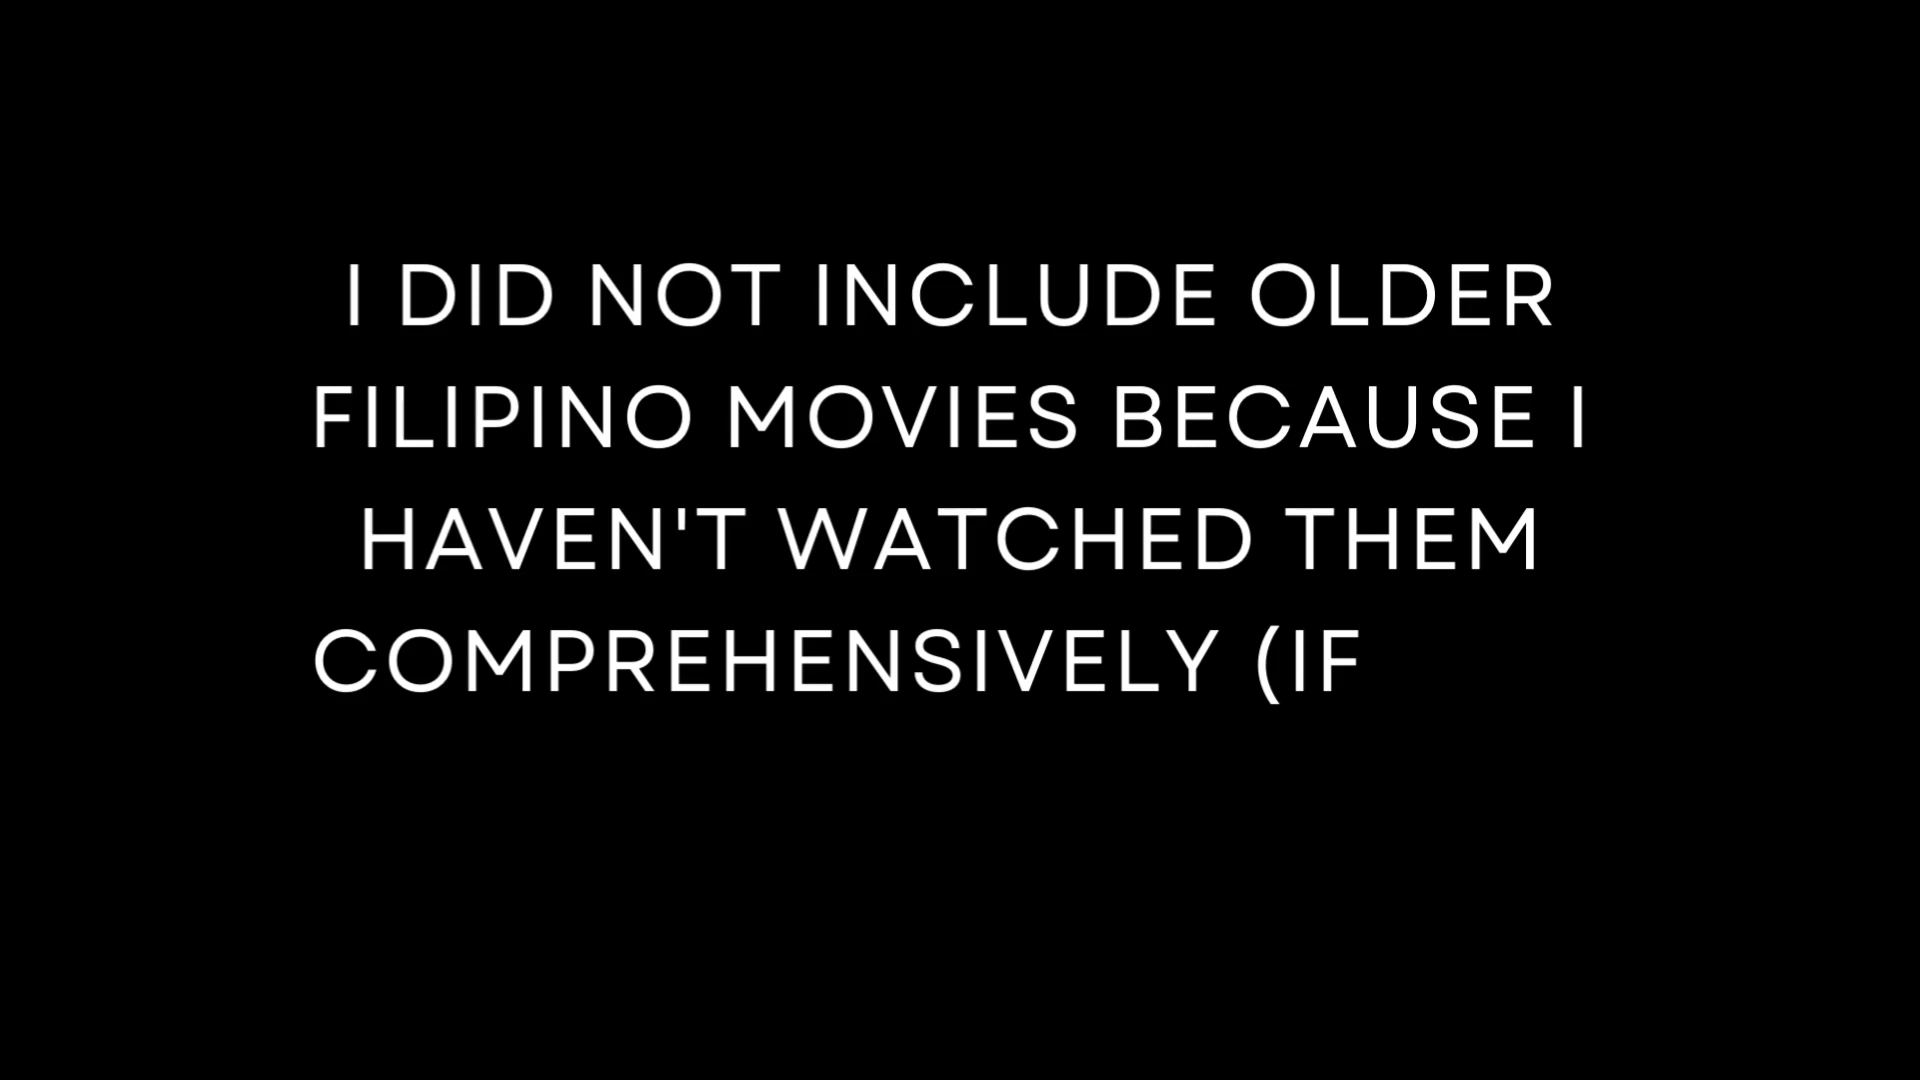 I DID NOT INCLUDE OLDER
FILIPINO MOVIES BECAUSE I
HAVEN'T WATCHED THEM
COMPREHENSIVELY (IF